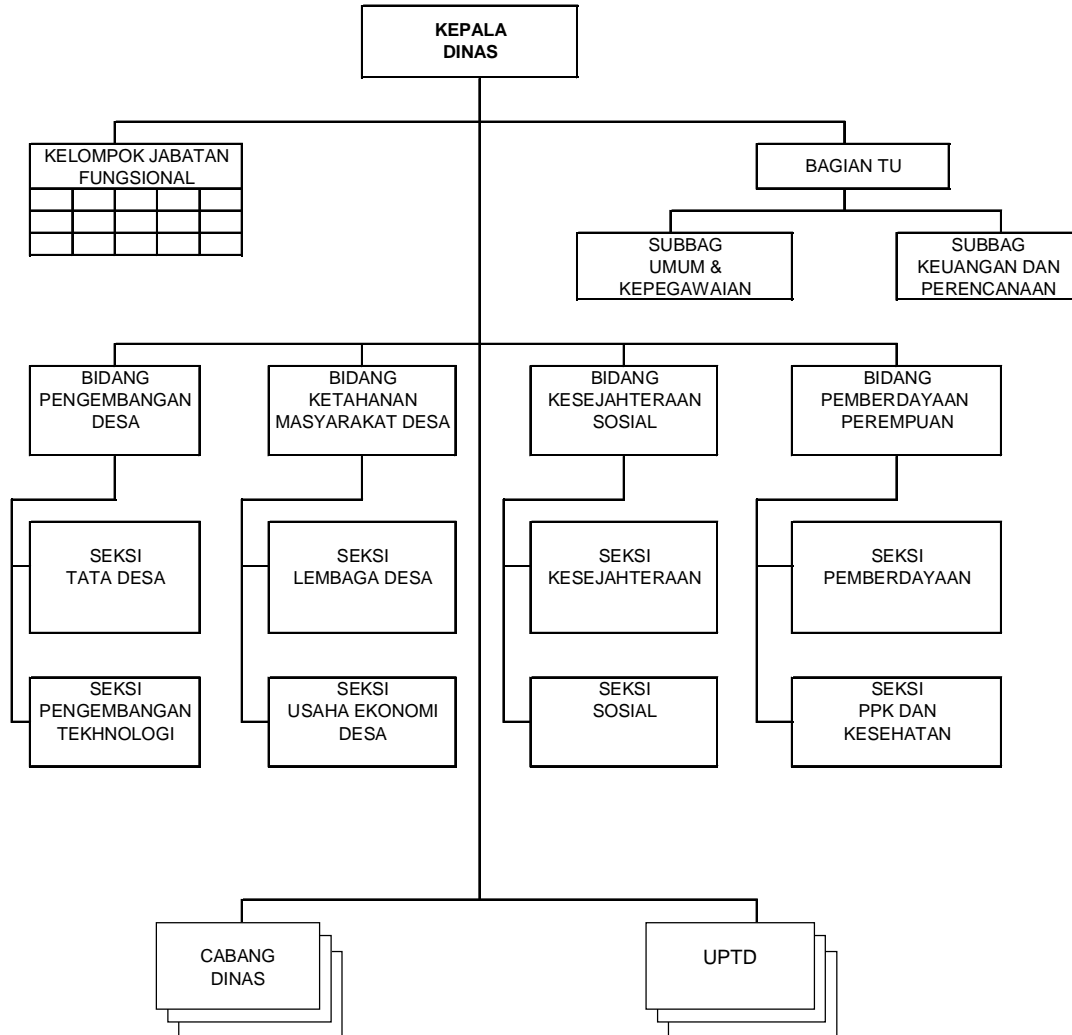 KEPALA
DINAS
KELOMPOK JABATAN
FUNGSIONAL
BAGIAN TU
SUBBAG
UMUM &
KEPEGAWAIAN
SUBBAG
KEUANGAN DAN
PERENCANAAN
BIDANG
PENGEMBANGAN
DESA
BIDANG
KETAHANAN
MASYARAKAT DESA
BIDANG
KESEJAHTERAAN
SOSIAL
BIDANG
PEMBERDAYAAN
PEREMPUAN
SEKSI
TATA DESA
SEKSI
LEMBAGA DESA
SEKSI
KESEJAHTERAAN
SEKSI
PEMBERDAYAAN
SEKSI
PENGEMBANGAN
TEKHNOLOGI
SEKSI
USAHA EKONOMI
DESA
SEKSI
SOSIAL
SEKSI
PPK DAN
KESEHATAN
CABANG
DINAS
UPTD